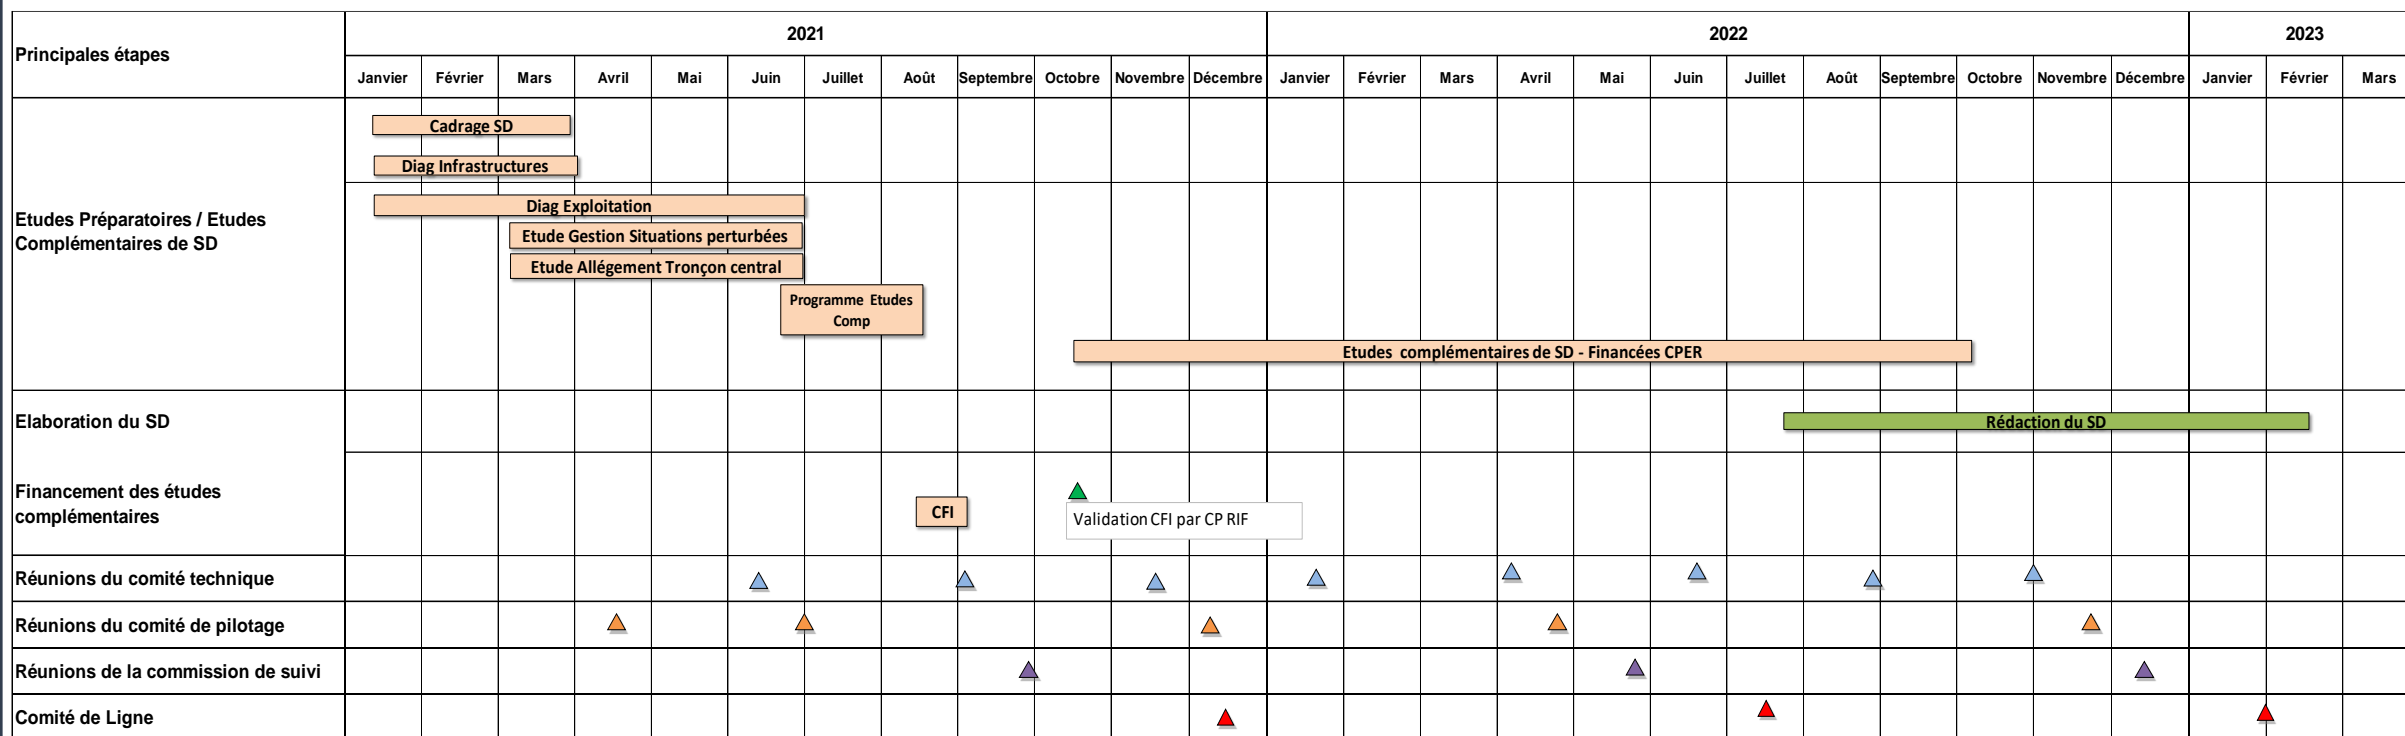 Principales étapes
2021
2022
2023
Janvier
Février
Mars
Avril
Mai
Juin
Juillet
Août
Septembre
Octobre
Novembre
Décembre
Janvier
Février
Mars
Avril
Mai
Juin
Juillet
Août
Septembre
Octobre
Novembre
Décembre
Janvier
Février
Mars
Etudes Préparatoires / Etudes
Complémentaires de SD
Cadrage SD
Diag Infrastructures
Diag Exploitation
Etude Gestion Situations perturbées
Etude Allégement Tronçon central
Programme Etudes
Comp
Etudes complémentaires de SD - Financées CPER
Elaboration du SD
Rédaction du SD
Financement des études
complémentaires
CFI
Validation CFI par CP RIF
Réunions du comité technique
Réunions du comité de pilotage
Réunions de la commission de suivi
Comité de Ligne